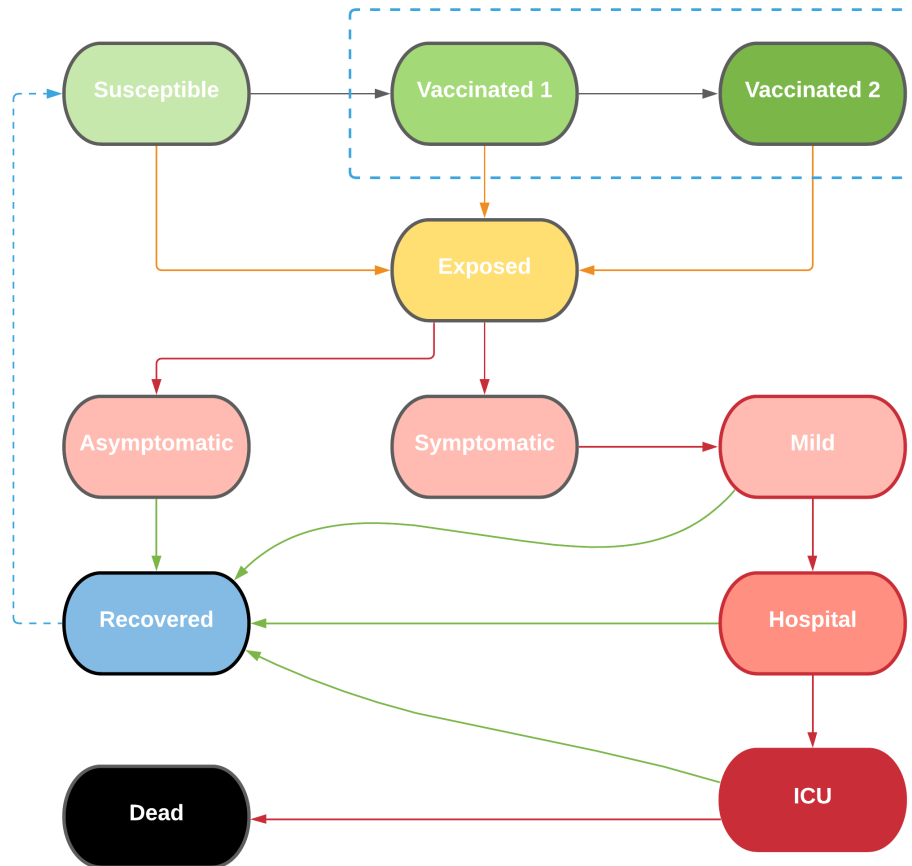 Susceptible
Vaccinated 1
Vaccinated 2
Exposed
Asymptomatic
Symptomatic
Mild
Recovered
Hospital
Dead
ICU